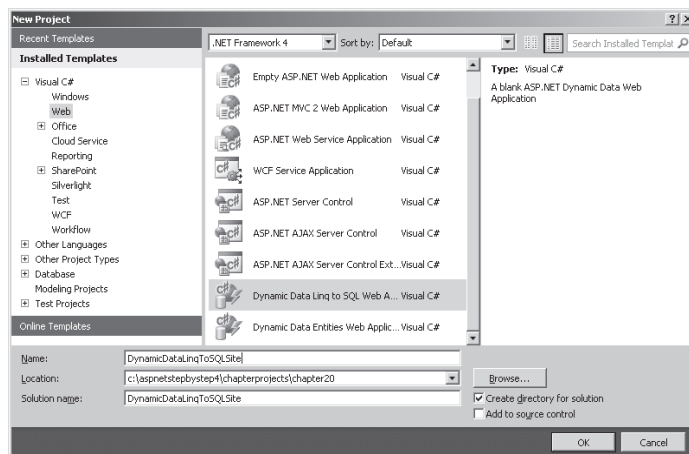 New Project
Recent Templates
.NET Framework 4
Sort by: Default
Search Installed Templat
Installed Templates
Visual C#
Windows
Web
Office
Cloud Service
Reporting
SharePoint
Silverlight
Test
WCF
Workflow
Other Languages
Other Project Types
Database
Modeling Projects
Test Projects
Online Templates
Empty ASP.NET Web Application Visual C#
ASP.NET MVC 2 Web Application Visual C#
ASP.NET Web Service Application Visual C#
WCF Service Application Visual C#
ASP.NET Server Control Visual C#
ASP.NET AJAX Server Control Visual C#
ASP.NET AJAX Server Control Ext...Visual C#
Dynamic Data Linq to SQL Web A... Visual C#
Dynamic Data Entities Web Applic... Visual C#
Type: Visual C#
A blank ASP.NET Dynamic Data Web
Application
Name: DynamicDataLinqToSQLSite
Location: c:\aspnetstepbystep4\chapterprojects\chapter20
Browse...
Solution name: DynamicDataLinqToSQLSite
Create directory for solution
Add to source control
OK Cancel